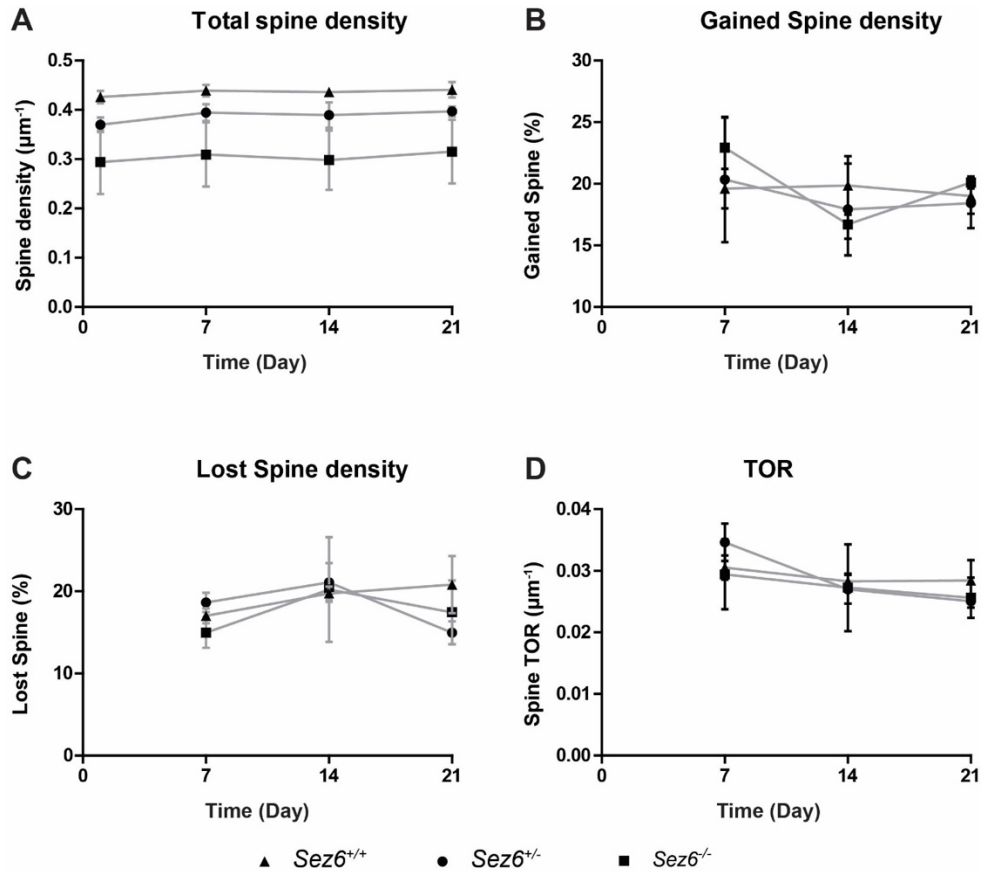 A Total spine density
0.5
0.4
0.3
0.2
0.1
0.0
Spine density (µm⁻¹)
0 7 14 21
Time (Day)
B Gained Spine density
30
25
20
15
10
Gained Spine (%)
0 7 14 21
Time (Day)
C Lost Spine density
30
20
10
0
Lost Spine (%)
0 7 14 21
Time (Day)
D TOR
0.04
0.03
0.02
0.01
0.00
Spine TOR (µm⁻¹)
0 7 14 21
Time (Day)
▲ Sez6⁺/⁺ ● Sez6⁺/⁻ ■ Sez6⁻/⁻